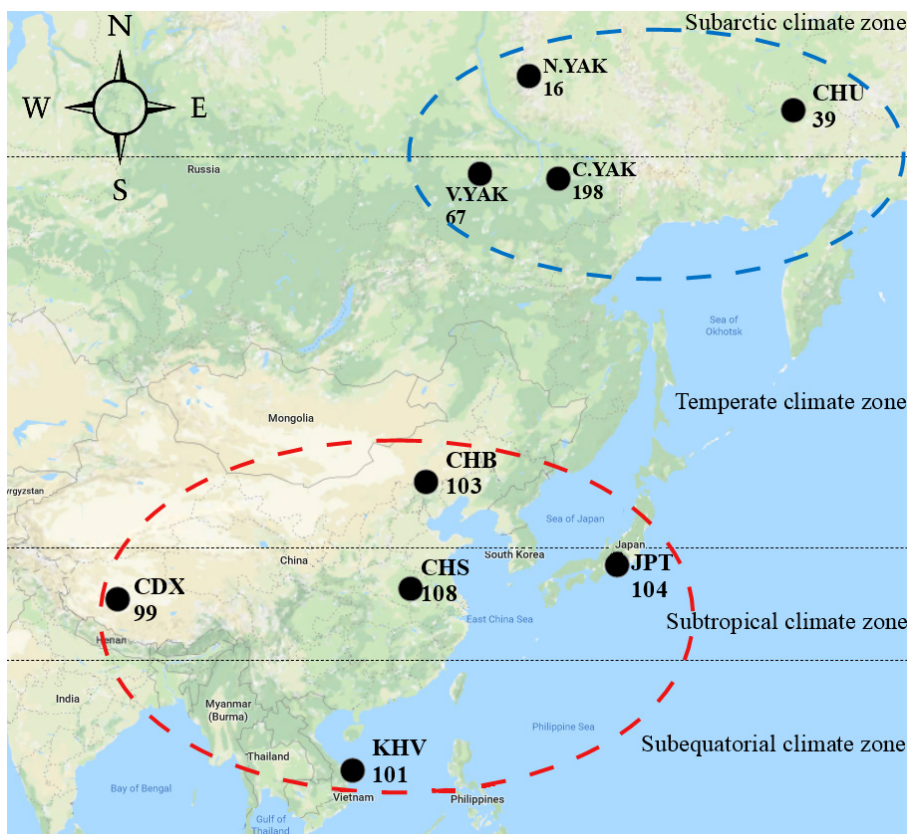 Subarctic climate zone
N
W
E
S
N.YAK
16
CHU
39
Russia
V.YAK
67
C.YAK
198
Sea of
Okhotsk
Temperate climate zone
Mongolia
CHB
103
Sea of Japan
Japan
South Korea
China
CDX
99
CHS
108
JPT
104
East China Sea
Subtropical climate zone
India
Myanmar
(Burma)
Philippine Sea
Subequatorial climate zone
KHV
101
Thailand
Bay of Bengal
Vietnam
Philippines
Gulf of
Thailand